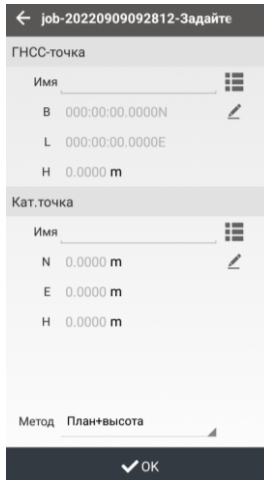 job-20220909092812-Задайте
ГНСС-точка
Имя
B 000:00:00.0000N
L 000:00:00.0000E
H 0.0000 m
Кат.точка
Имя
N 0.0000 m
E 0.0000 m
H 0.0000 m
Метод План+высота
OK